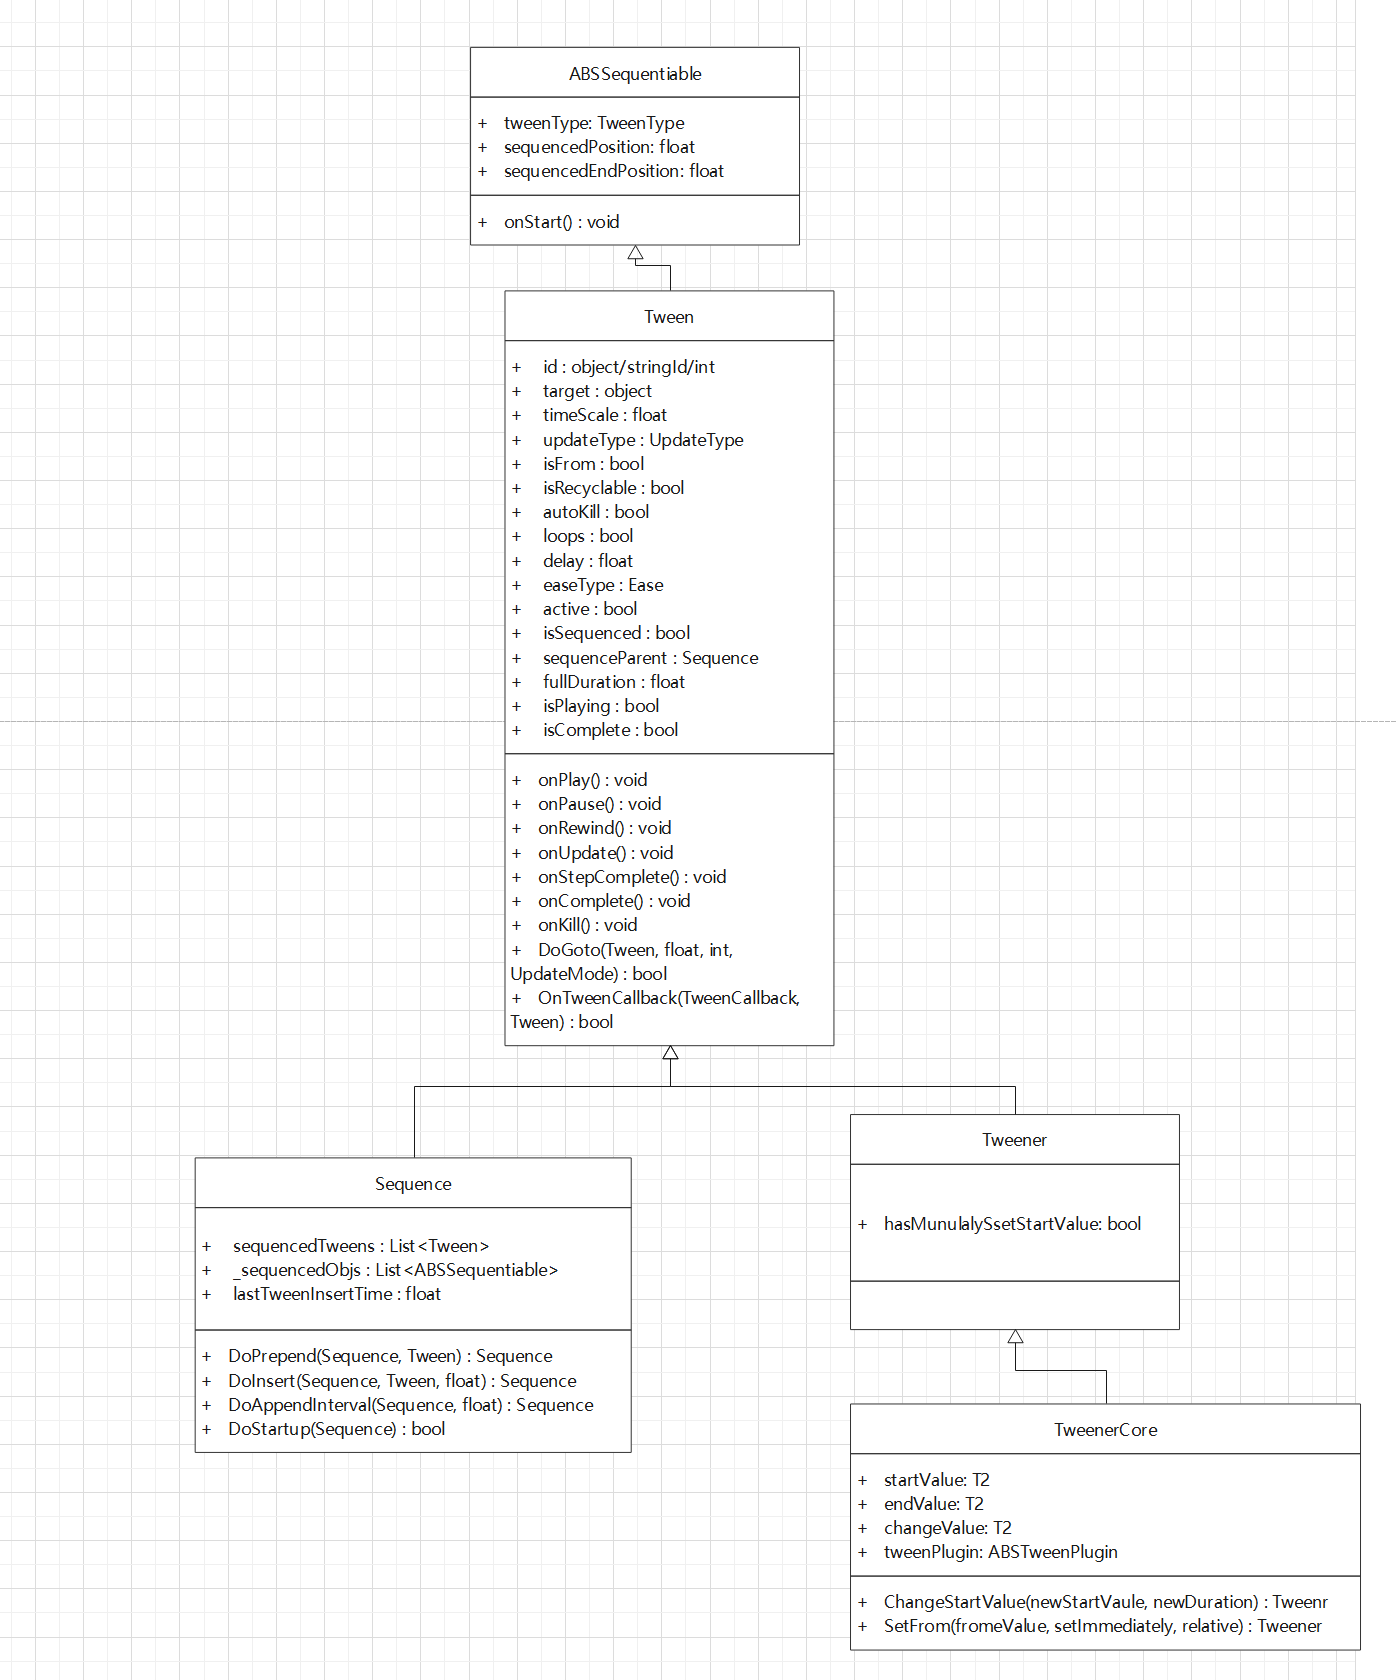 ABSSequentiable
+ tweenType: TweenType
+ sequencedPosition: float
+ sequencedEndPosition: float
+ onStart() : void
Tween
+ id : object/stringId/int
+ target : object
+ timeScale : float
+ updateType : UpdateType
+ isFrom : bool
+ isRecyclable : bool
+ autoKill : bool
+ loops : bool
+ delay : float
+ easeType : Ease
+ active : bool
+ isSequenced : bool
+ sequenceParent : Sequence
+ fullDuration : float
+ isPlaying : bool
+ isComplete : bool
+ onPlay() : void
+ onPause() : void
+ onRewind() : void
+ onUpdate() : void
+ onStepComplete() : void
+ onComplete() : void
+ onKill() : void
+ DoGoto(Tween, float, int,
UpdateMode) : bool
+ OnTweenCallback(TweenCallback,
Tween) : bool
Sequence
+ sequencedTweens : List<Tween>
+ _sequencedObjs : List<ABSSequentiable>
+ lastTweenInsertTime : float
+ DoPrepend(Sequence, Tween) : Sequence
+ DoInsert(Sequence, Tween, float) : Sequence
+ DoAppendInterval(Sequence, float) : Sequence
+ DoStartup(Sequence) : bool
Tweener
+ hasMunulalySsetStartValue: bool
TweenerCore
+ startValue: T2
+ endValue: T2
+ changeValue: T2
+ tweenPlugin: ABSTweenPlugin
+ ChangeStartValue(newStartVaule, newDuration) : Tweenr
+ SetFrom(fromeValue, setImmediately, relative) : Tweener